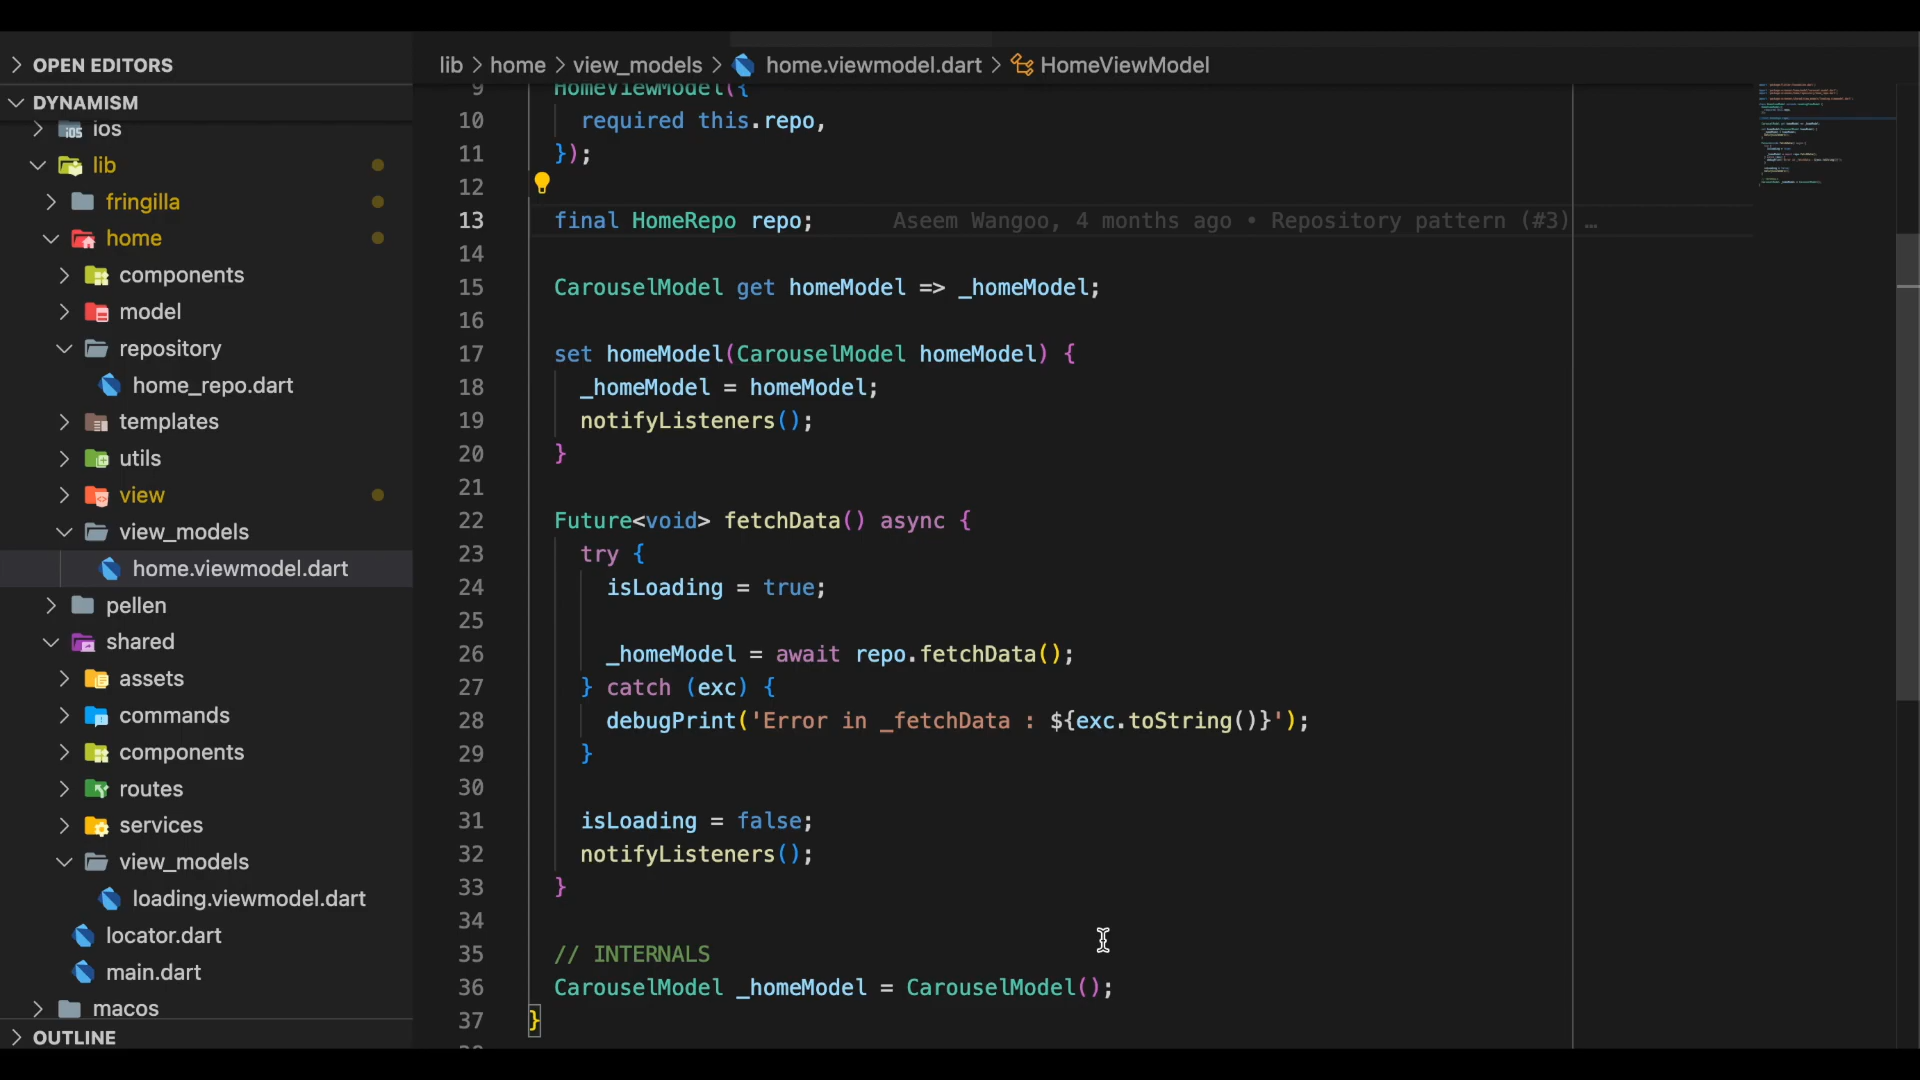 OPEN EDITORS
DYNAMISM
ios
lib
fringilla
home
components
model
repository
home_repo.dart
templates
utils
view
view_models
home.viewmodel.dart
pellen
shared
assets
commands
components
routes
services
view_models
loading.viewmodel.dart
locator.dart
main.dart
macos
OUTLINE
lib > home > view_models > home.viewmodel.dart > HomeViewModel
9 HomeViewModel({
10 required this.repo,
11 });
12
13 final HomeRepo repo; Aseem Wangoo, 4 months ago • Repository pattern (#3) …
14
15 CarouselModel get homeModel => _homeModel;
16
17 set homeModel(CarouselModel homeModel) {
18 _homeModel = homeModel;
19 notifyListeners();
20 }
21
22 Future<void> fetchData() async {
23 try {
24 isLoading = true;
25
26 _homeModel = await repo.fetchData();
27 } catch (exc) {
28 debugPrint('Error in _fetchData : ${exc.toString()}');
29 }
30
31 isLoading = false;
32 notifyListeners();
33 }
34
35 // INTERNALS
36 CarouselModel _homeModel = CarouselModel();
37 }